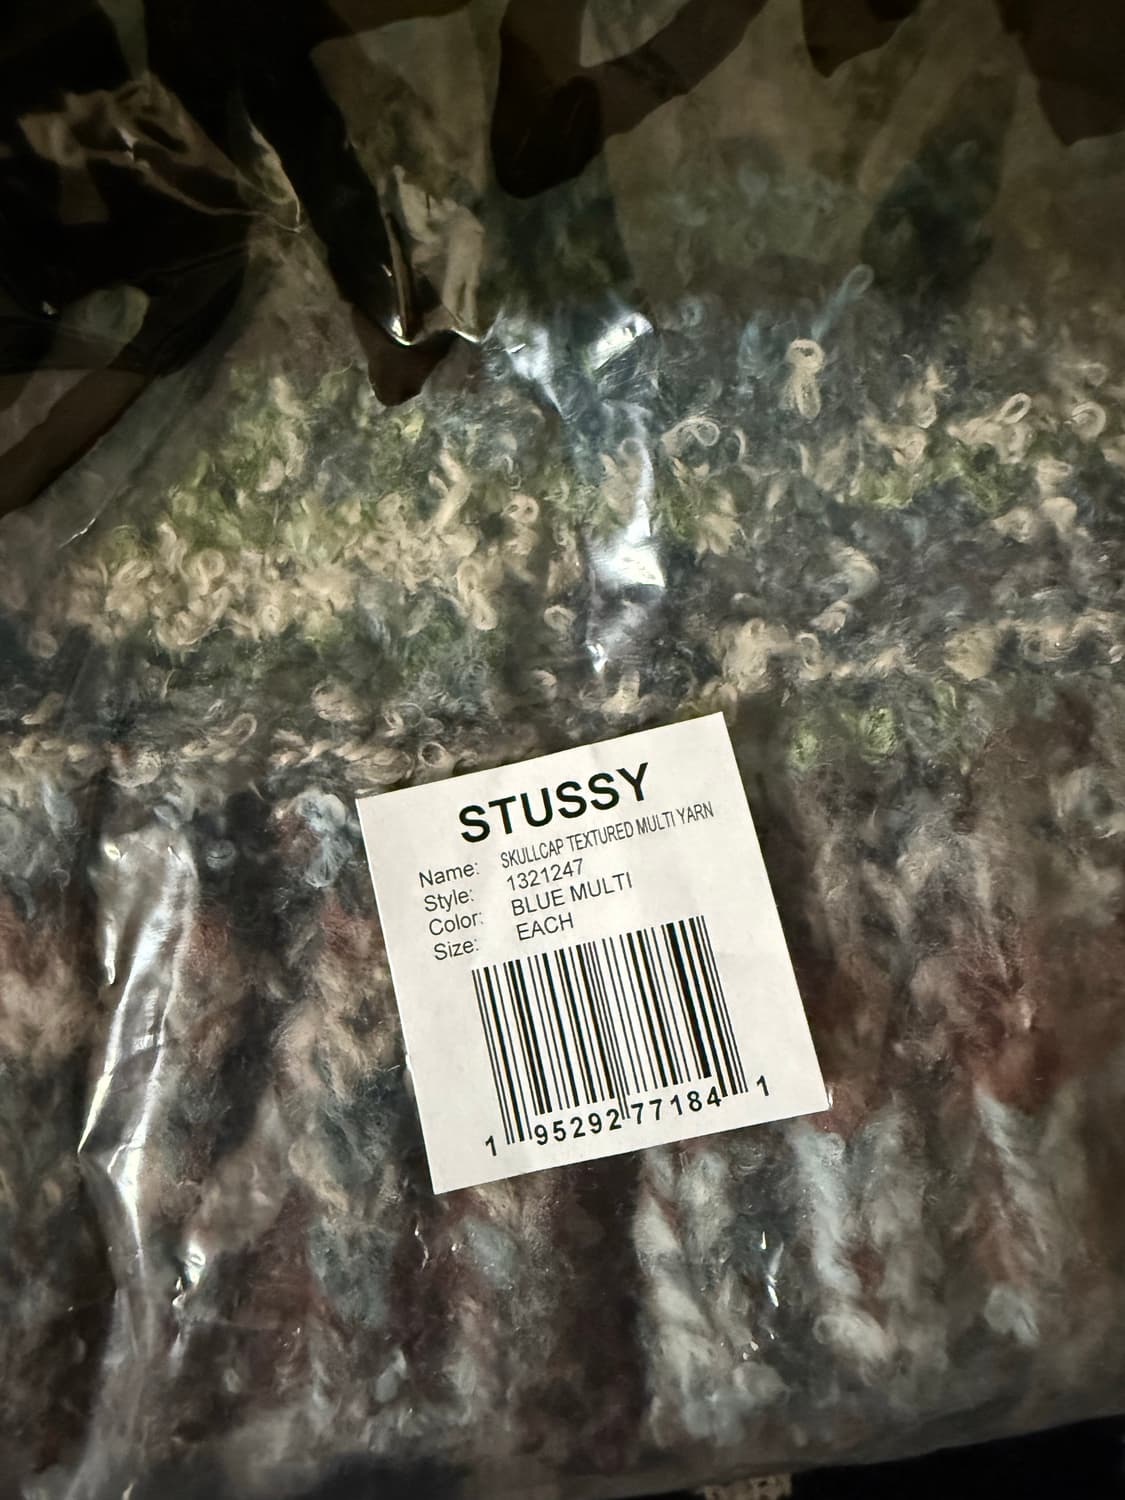 STUSSY
Name: SKULLCAP TEXTURED MULTI YARN
Style: 1321247
Color: BLUE MULTI
Size: EACH
1 95292 77184 1